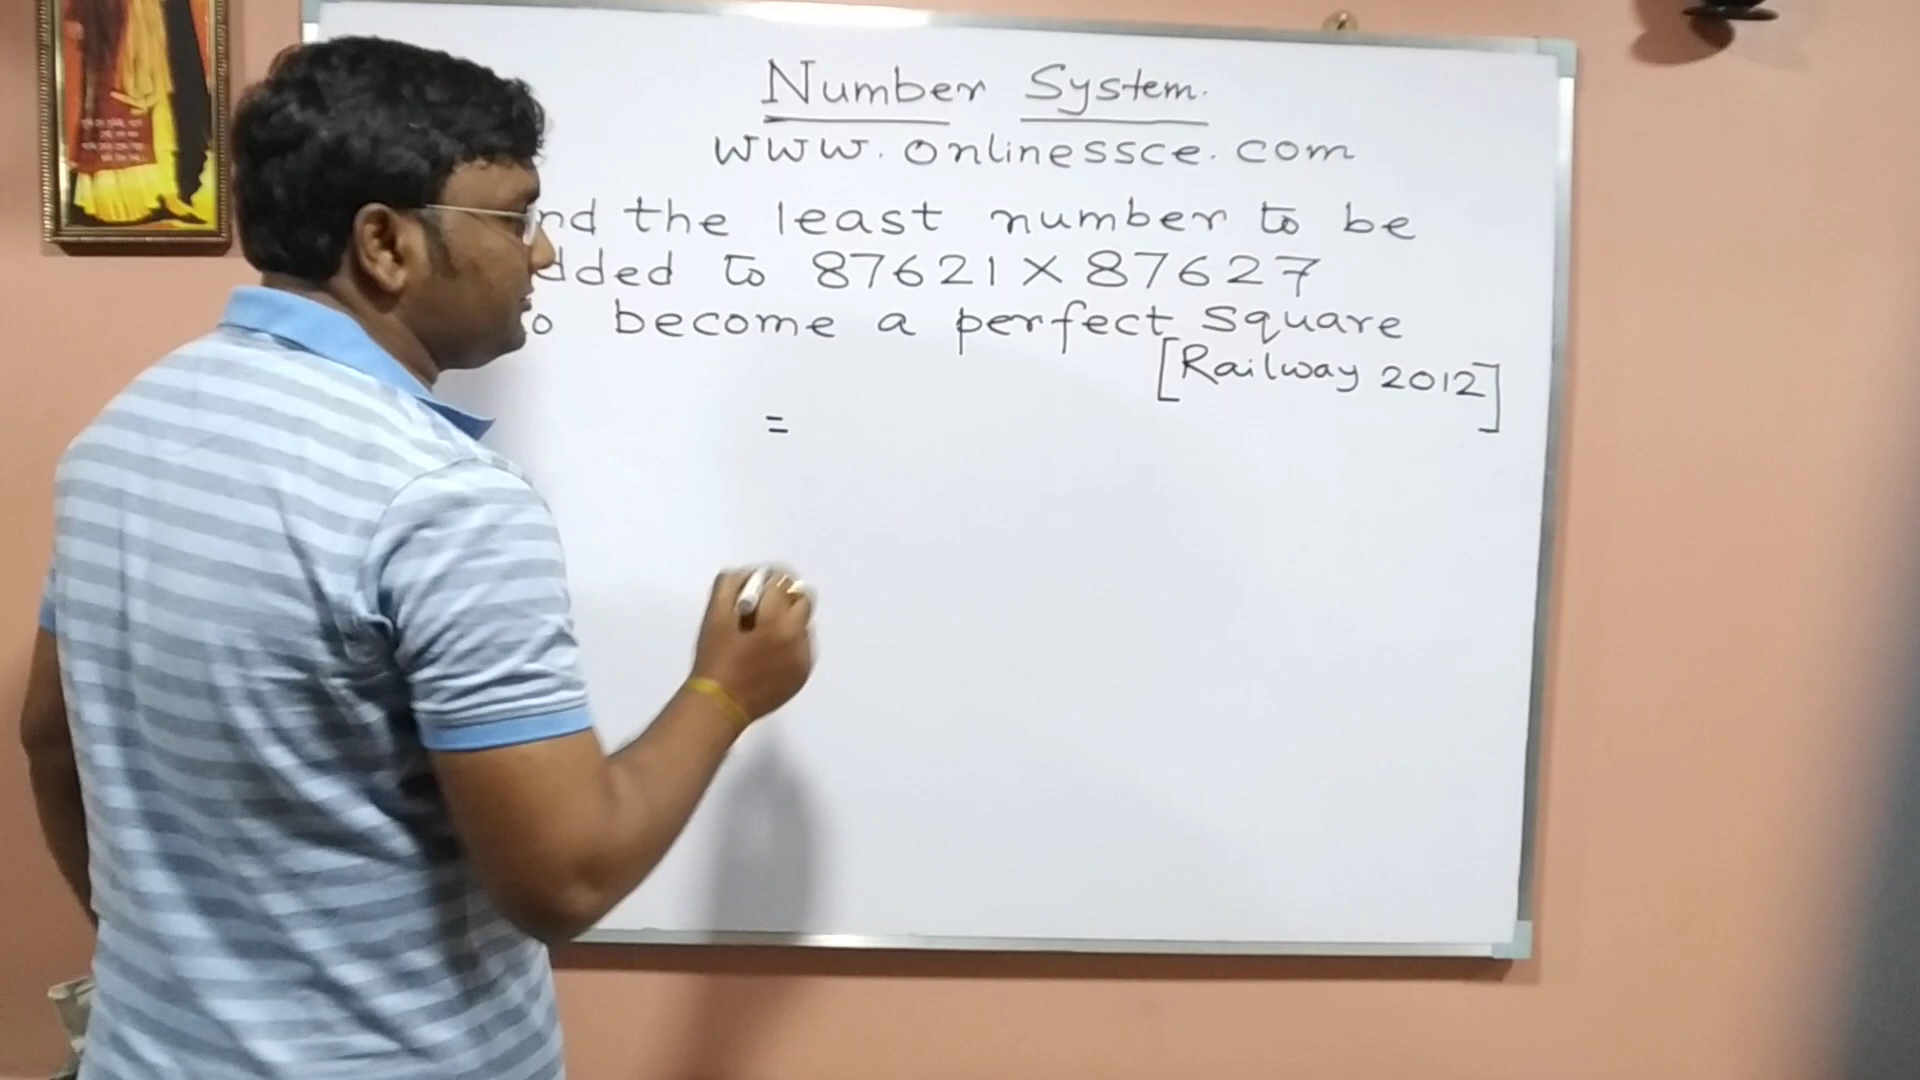 Number System.
www.onlinessce.com
nd the least number to be
dded to 87621 X 87627
o become a perfect square
[Railway 2012]
=